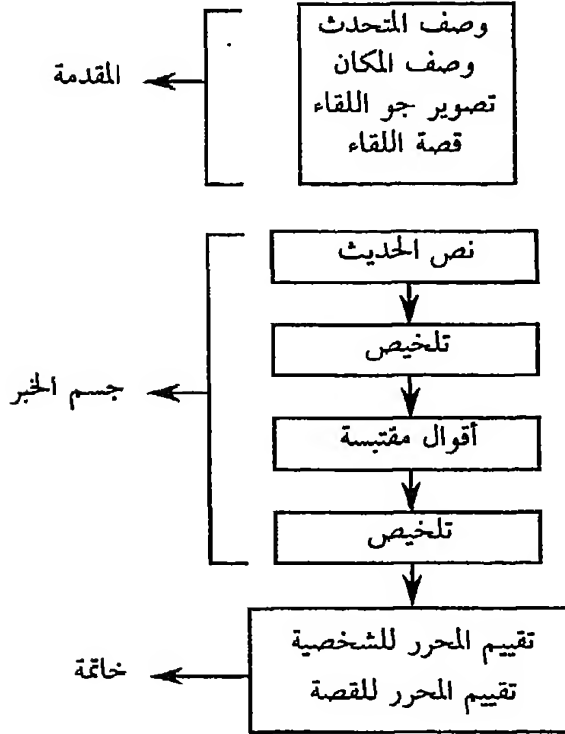 وصف المتحدث
وصف المكان
تصوير جو اللقاء
قصة اللقاء
المقدمة
نص الحديث
تلخيص
أقوال مقتبسة
تلخيص
جسم الخبر
تقييم المحرر للشخصية
تقييم المحرر للقصة
خاتمة